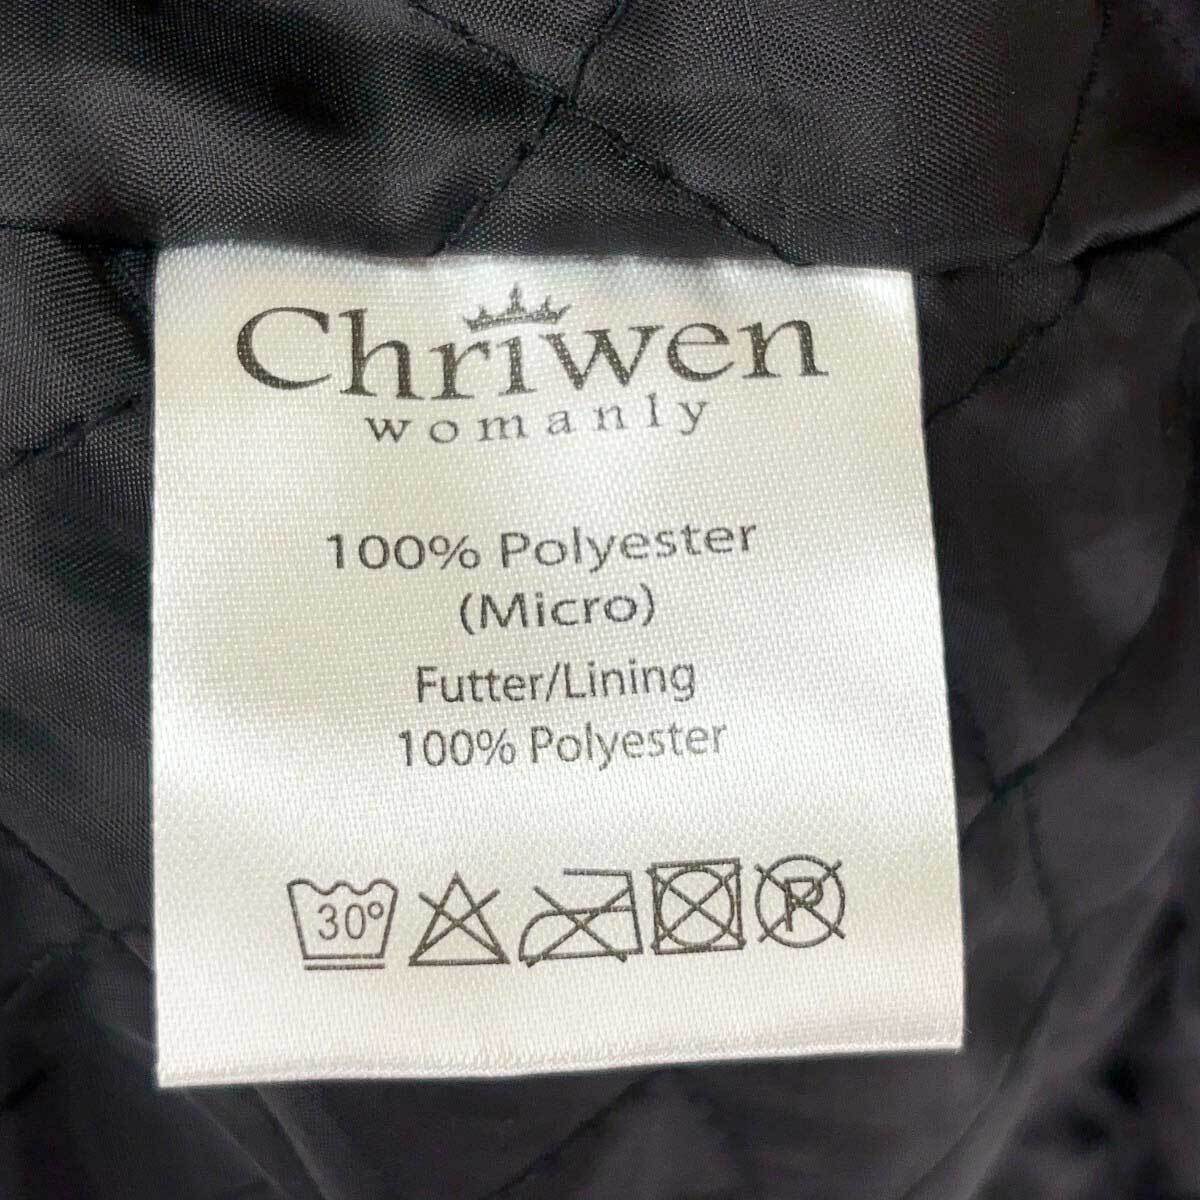 Chriwen
womanly
100% Polyester
(Micro)
Futter/Lining
100% Polyester
30°
P